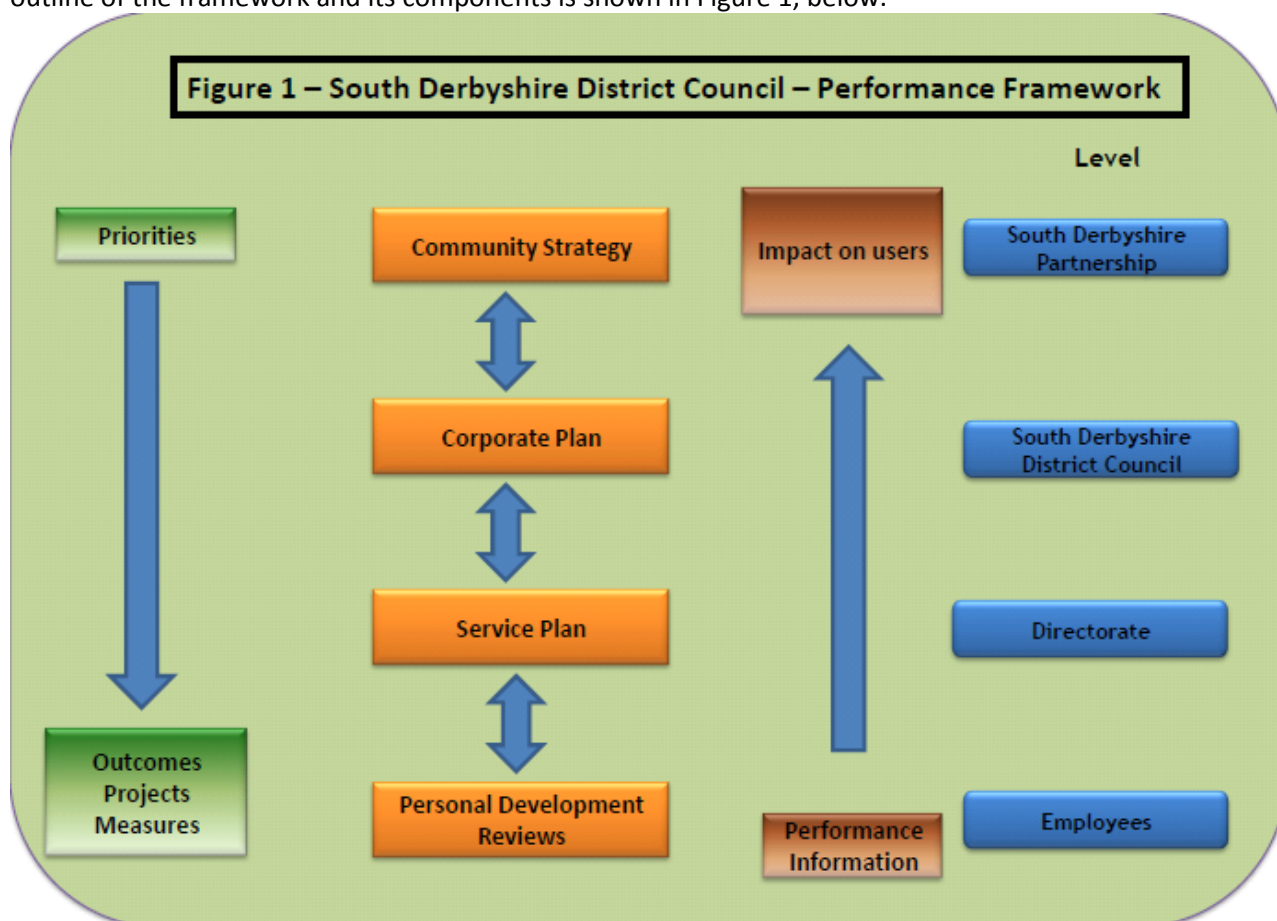 outline of the framework and its components is shown in Figure 1, below.
Figure 1 – South Derbyshire District Council – Performance Framework
Level
Priorities
Community Strategy
Impact on users
South Derbyshire
Partnership
Corporate Plan
South Derbyshire
District Council
Service Plan
Directorate
Outcomes
Projects
Measures
Personal Development
Reviews
Performance
Information
Employees